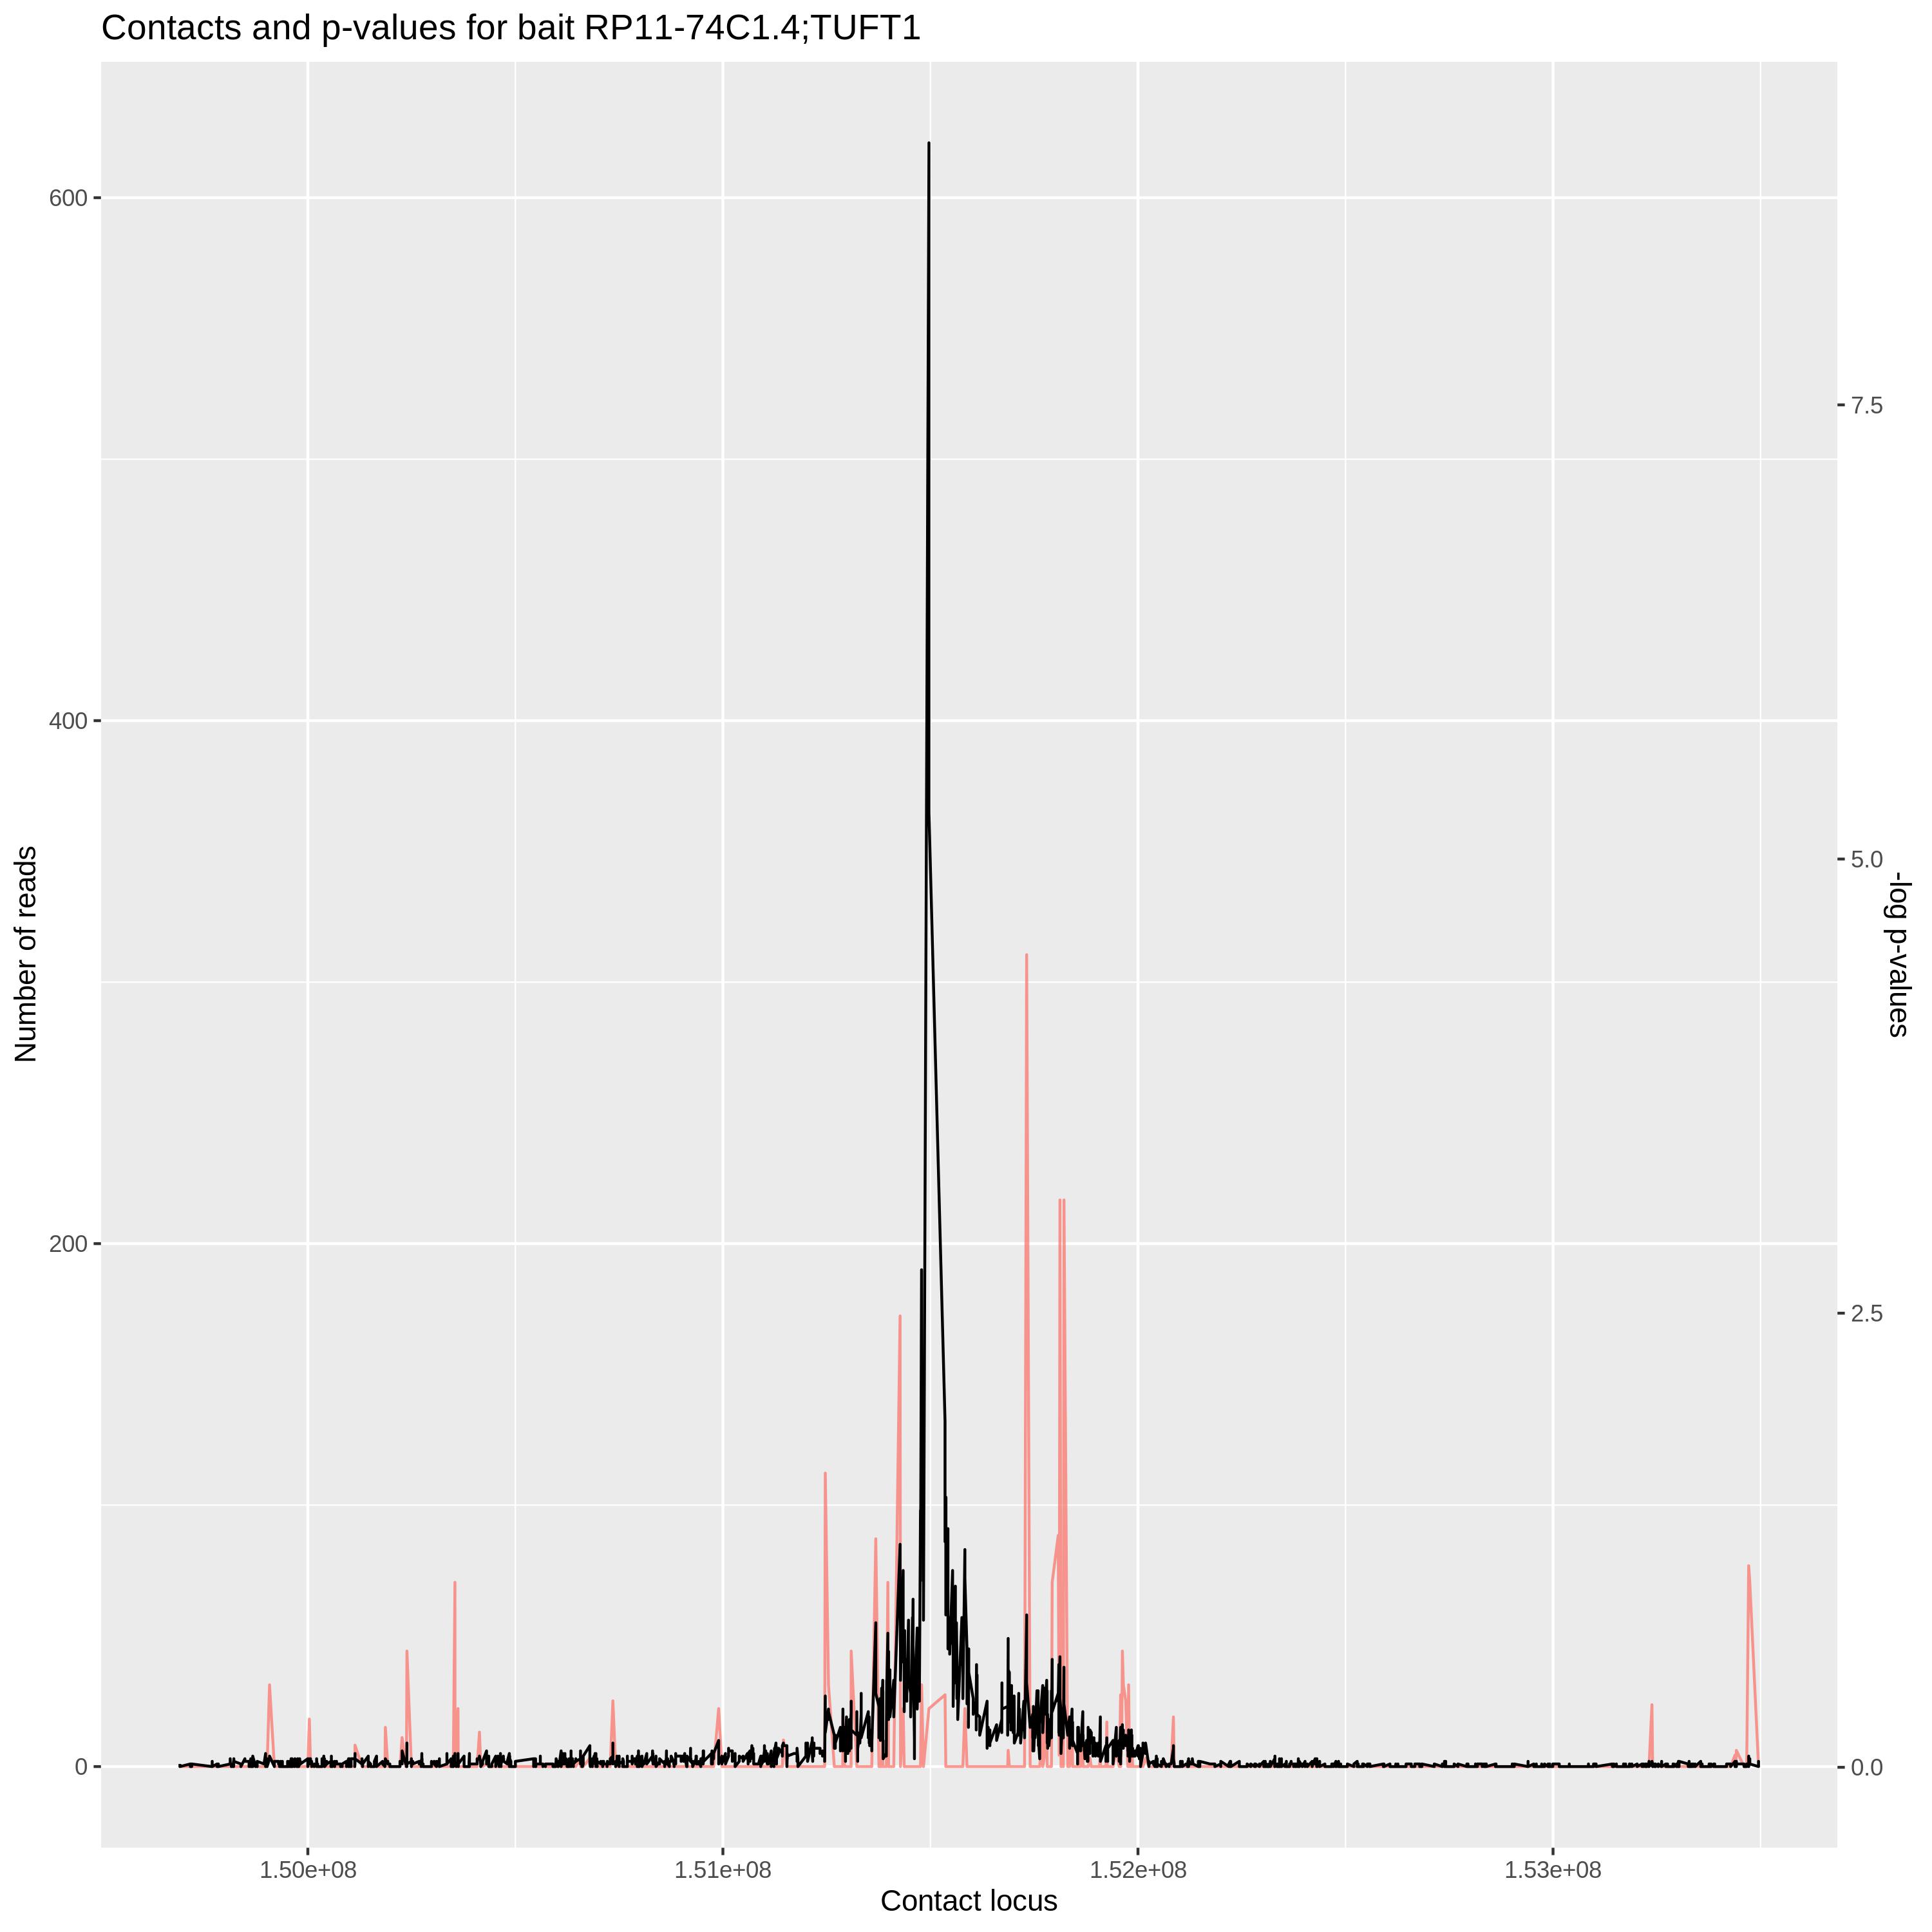 Contacts and p-values for bait RP11-74C1.4;TUFT1
600
400
200
0
Number of reads
7.5
5.0
2.5
0.0
-log p-values
1.50e+08
1.51e+08
1.52e+08
1.53e+08
Contact locus